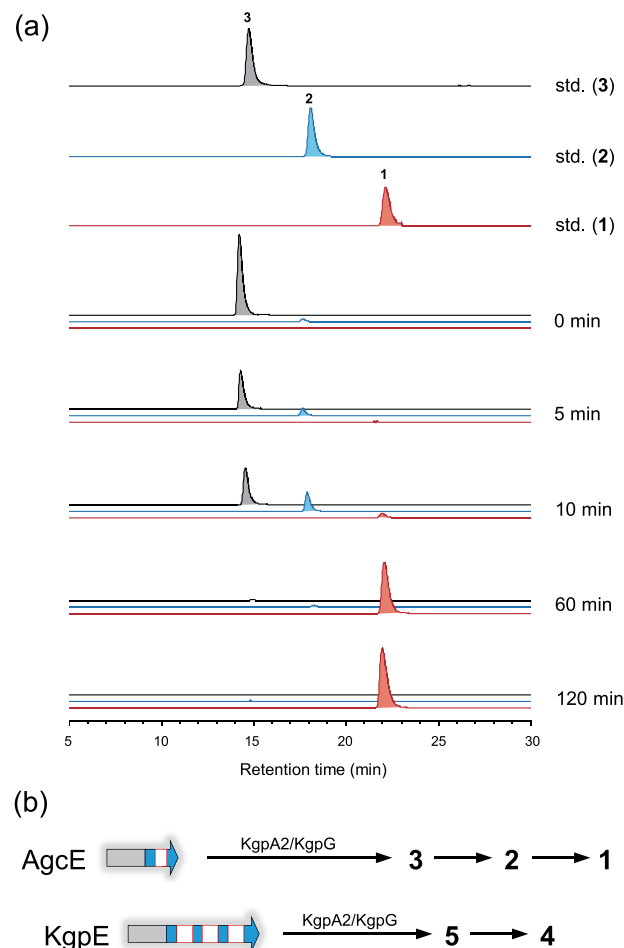 (a)
3
std. (3)
2
std. (2)
1
std. (1)
0 min
5 min
10 min
60 min
120 min
5 10 15 20 25 30
Retention time (min)
(b)
AgcE KgpA2/KgpG 3 2 1
KgpE KgpA2/KgpG 5 4